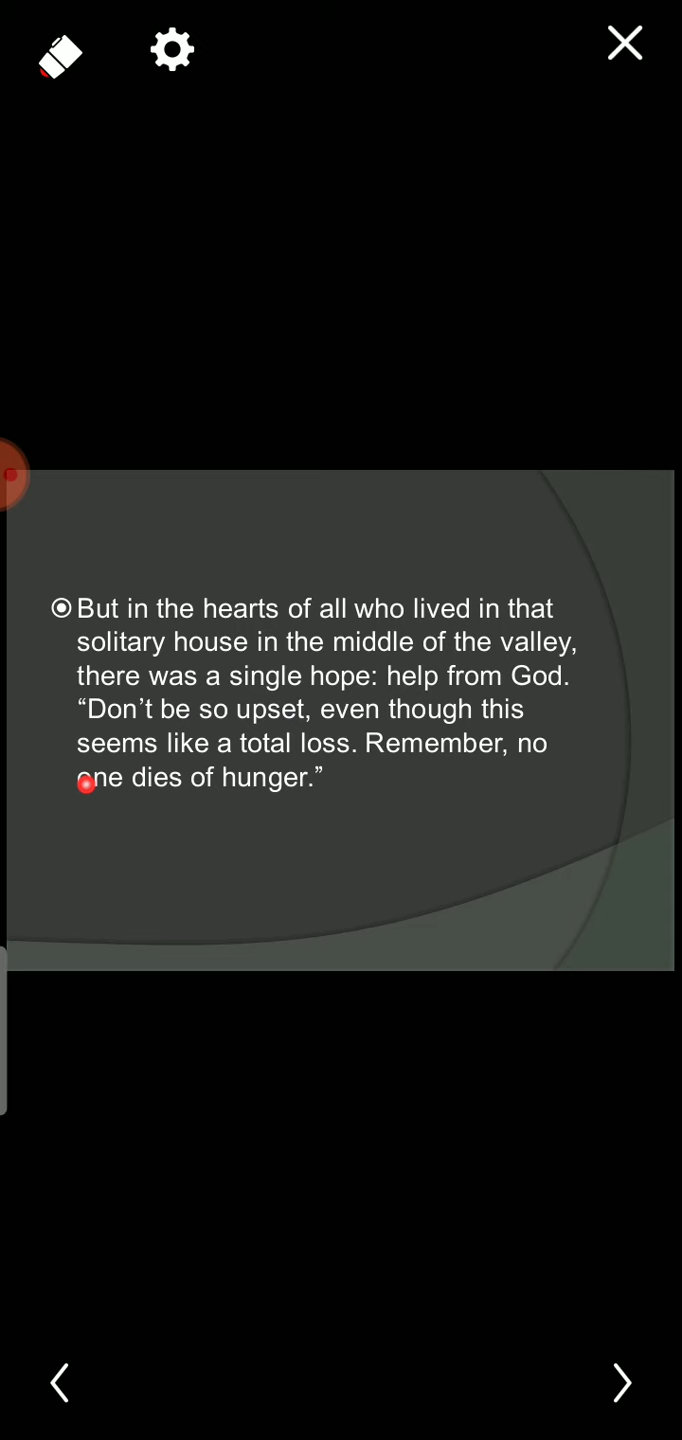 But in the hearts of all who lived in that
solitary house in the middle of the valley,
there was a single hope: help from God.
“Don’t be so upset, even though this
seems like a total loss. Remember, no
one dies of hunger.”